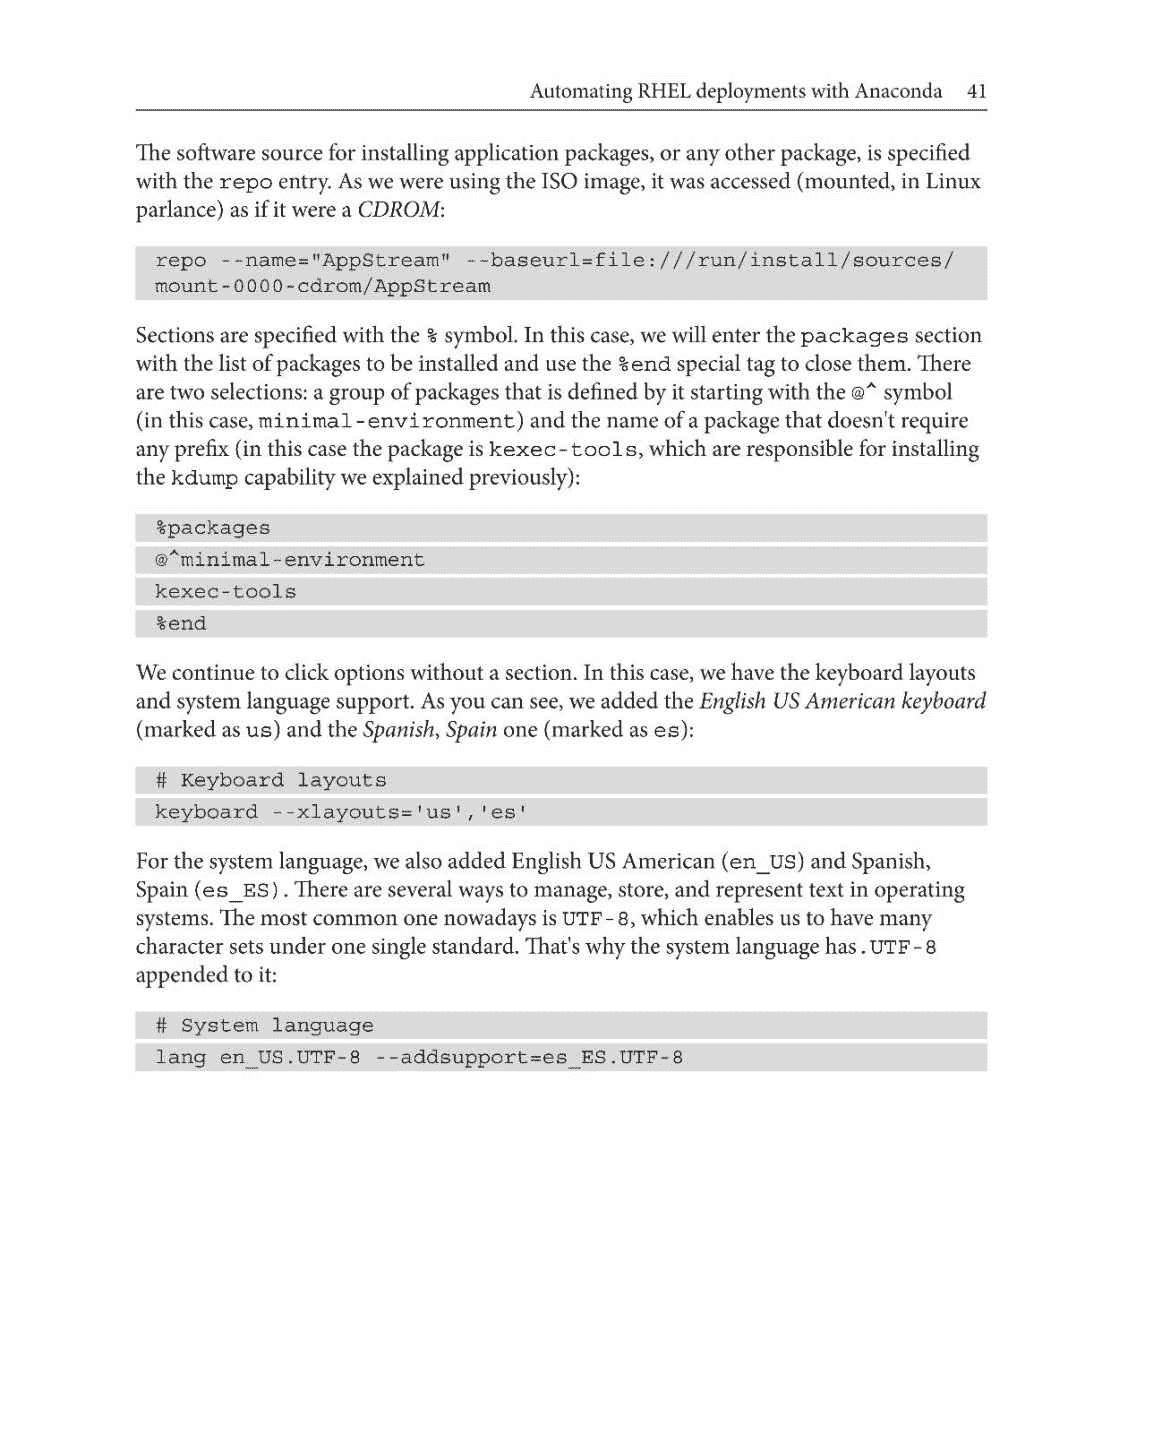 Automating RHEL deployments with Anaconda 41
The software source for installing application packages, or any other package, is specified
with the repo entry. As we were using the ISO image, it was accessed (mounted, in Linux
parlance) as if it were a CDROM:
repo --name="AppStream" --baseurl=file:///run/install/sources/
mount-0000-cdrom/AppStream
Sections are specified with the % symbol. In this case, we will enter the packages section
with the list of packages to be installed and use the %end special tag to close them. There
are two selections: a group of packages that is defined by it starting with the @^ symbol
(in this case, minimal-environment) and the name of a package that doesn't require
any prefix (in this case the package is kexec-tools, which are responsible for installing
the kdump capability we explained previously):
%packages
@^minimal-environment
kexec-tools
%end
We continue to click options without a section. In this case, we have the keyboard layouts
and system language support. As you can see, we added the English US American keyboard
(marked as us) and the Spanish, Spain one (marked as es):
# Keyboard layouts
keyboard --xlayouts='us','es'
For the system language, we also added English US American (en_US) and Spanish,
Spain (es_ES). There are several ways to manage, store, and represent text in operating
systems. The most common one nowadays is UTF-8, which enables us to have many
character sets under one single standard. That's why the system language has .UTF-8
appended to it:
# System language
lang en_US.UTF-8 --addsupport=es_ES.UTF-8